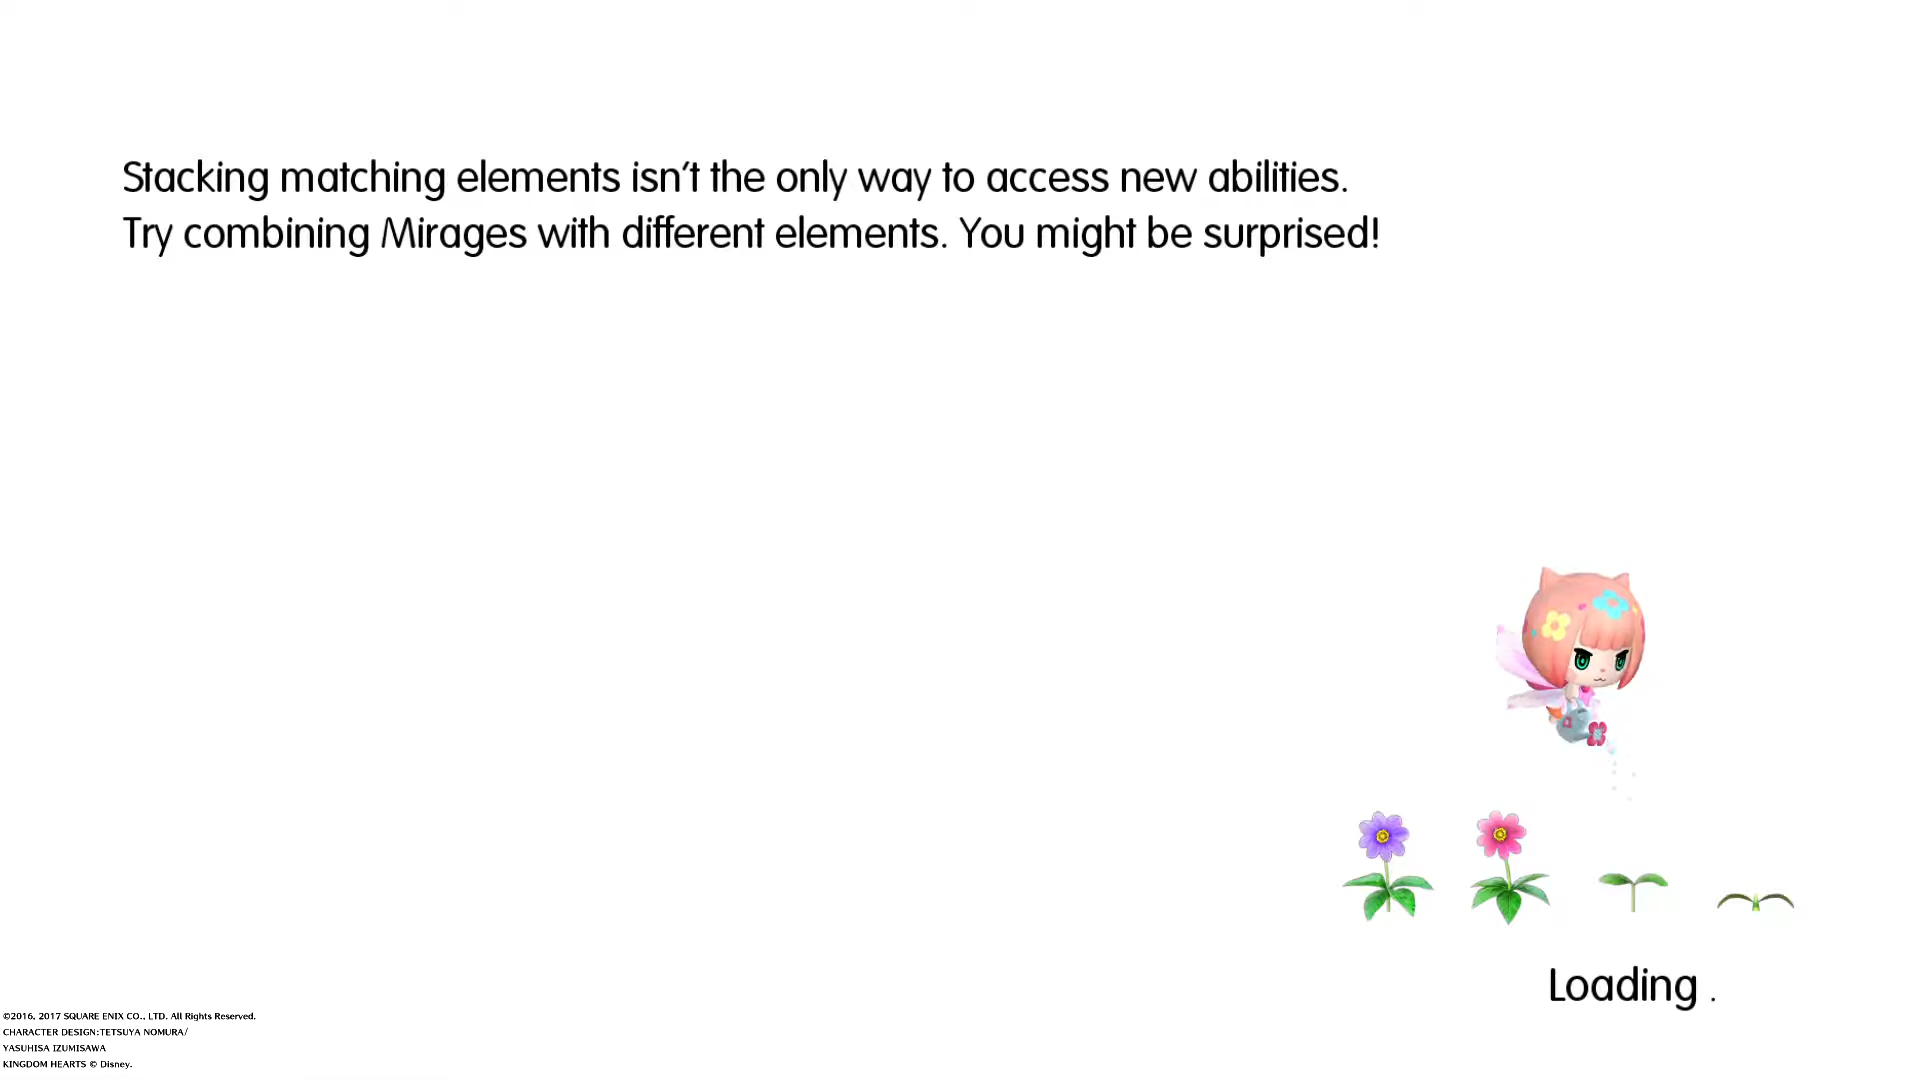 Stacking matching elements isn't the only way to access new abilities.
Try combining Mirages with different elements. You might be surprised!
Loading .
©2016, 2017 SQUARE ENIX CO., LTD. All Rights Reserved.
CHARACTER DESIGN:TETSUYA NOMURA/
YASUHISA IZUMISAWA
KINGDOM HEARTS © Disney.